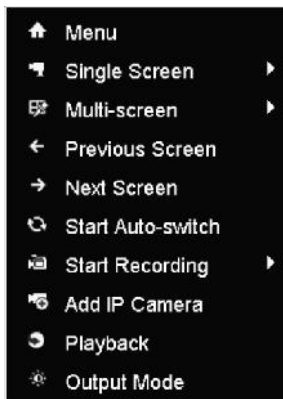 Menu
Single Screen
Multi-screen
Previous Screen
Next Screen
Start Auto-switch
Start Recording
Add IP Camera
Playback
Output Mode